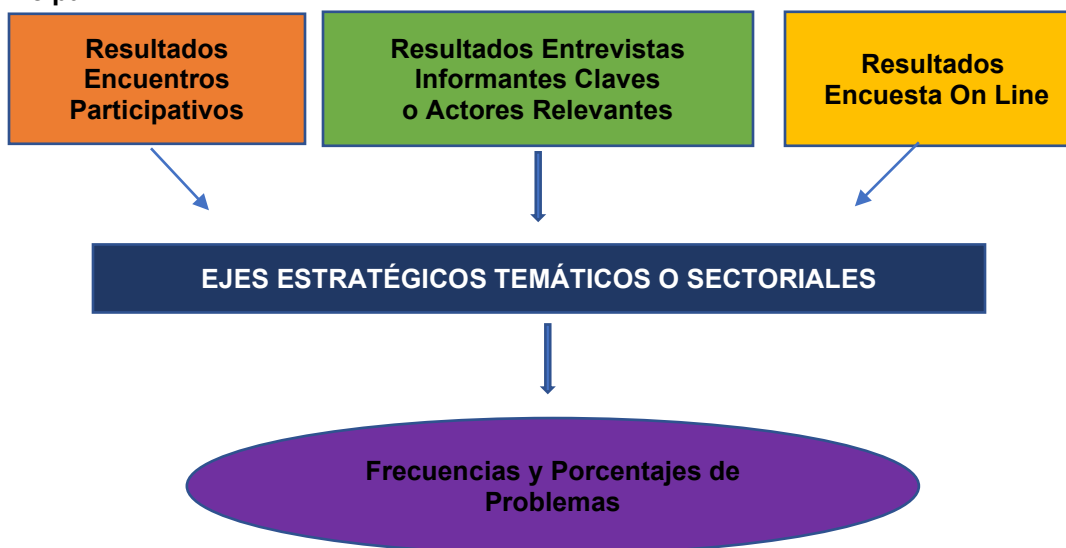 Resultados
Encuentros
Participativos
Resultados Entrevistas
Informantes Claves
o Actores Relevantes
Resultados
Encuesta On Line
EJES ESTRATÉGICOS TEMÁTICOS O SECTORIALES
Frecuencias y Porcentajes de
Problemas